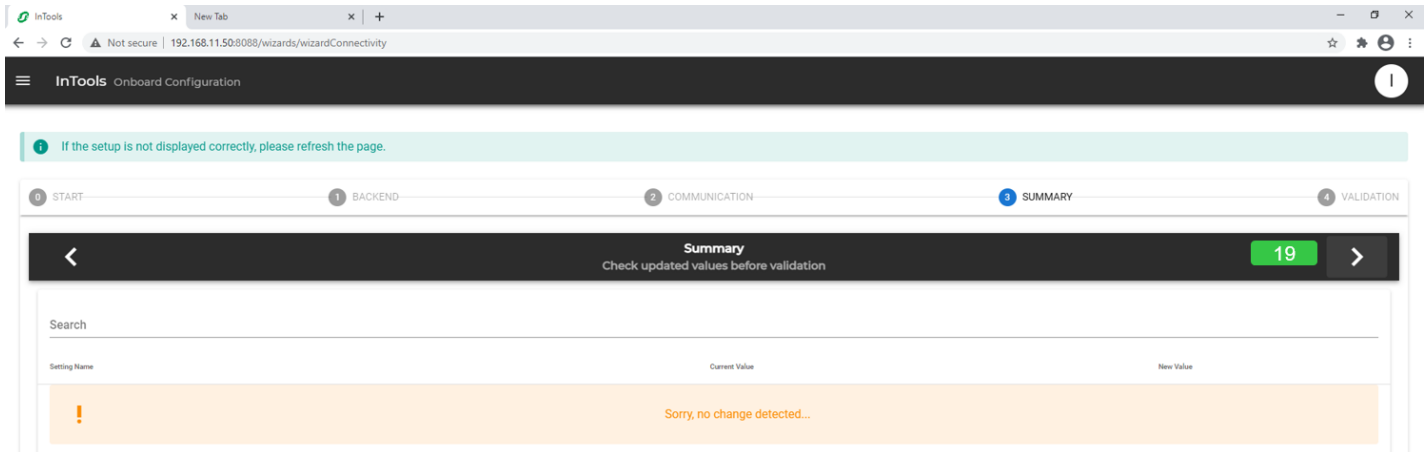 InTools
New Tab
Not secure | 192.168.11.50:8088/wizards/wizardConnectivity
InTools Onboard Configuration
I
If the setup is not displayed correctly, please refresh the page.
0 START 1 BACKEND 2 COMMUNICATION 3 SUMMARY 4 VALIDATION
Summary
Check updated values before validation
19
Search
Setting Name Current Value New Value
! Sorry, no change detected...